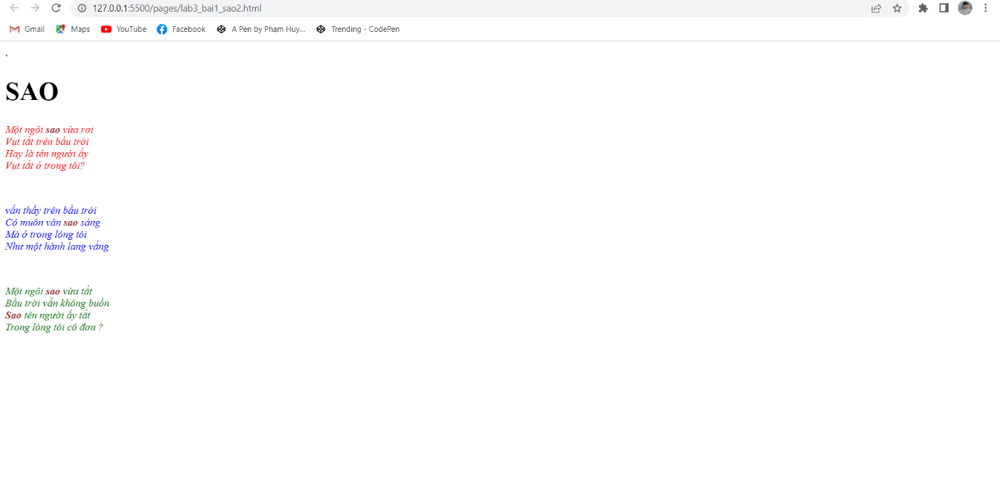 127.0.0.1:5500/pages/lab3_bai1_sao2.html
Gmail Maps YouTube Facebook A Pen by Phạm Huy... Trending - CodePen
,
SAO
Một ngôi sao vừa rơi
Vụt tắt trên bầu trời
Hay là tên người ấy
Vụt tắt ở trong tôi?
vấn thấy trên bầu trời
Có muôn vàn sao sáng
Mà ở trong lòng tôi
Như một hành lang vắng
Một ngôi sao vừa tắt
Bầu trời vẫn không buồn
Sao tên người ấy tắt
Trong lòng tôi cô đơn ?